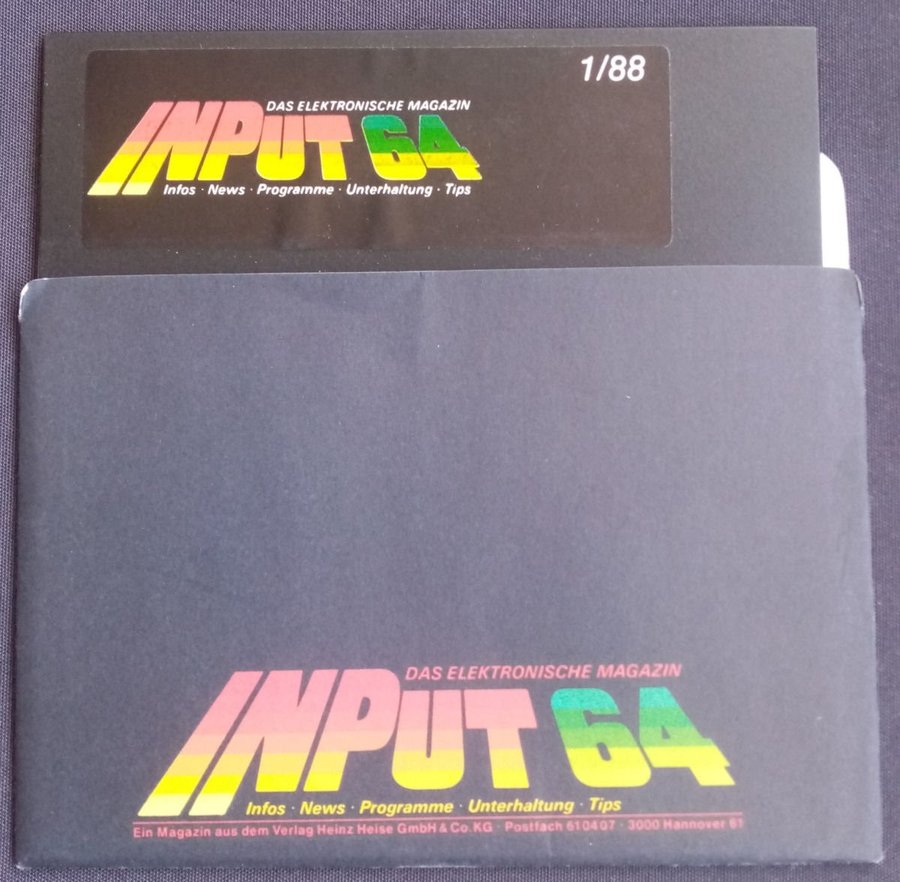 1/88
DAS ELEKTRONISCHE MAGAZIN
INPUT 64
Infos · News · Programme · Unterhaltung · Tips
DAS ELEKTRONISCHE MAGAZIN
INPUT 64
Infos · News · Programme · Unterhaltung · Tips
Ein Magazin aus dem Verlag Heinz Heise GmbH & Co. KG · Postfach 610407 · 3000 Hannover 61